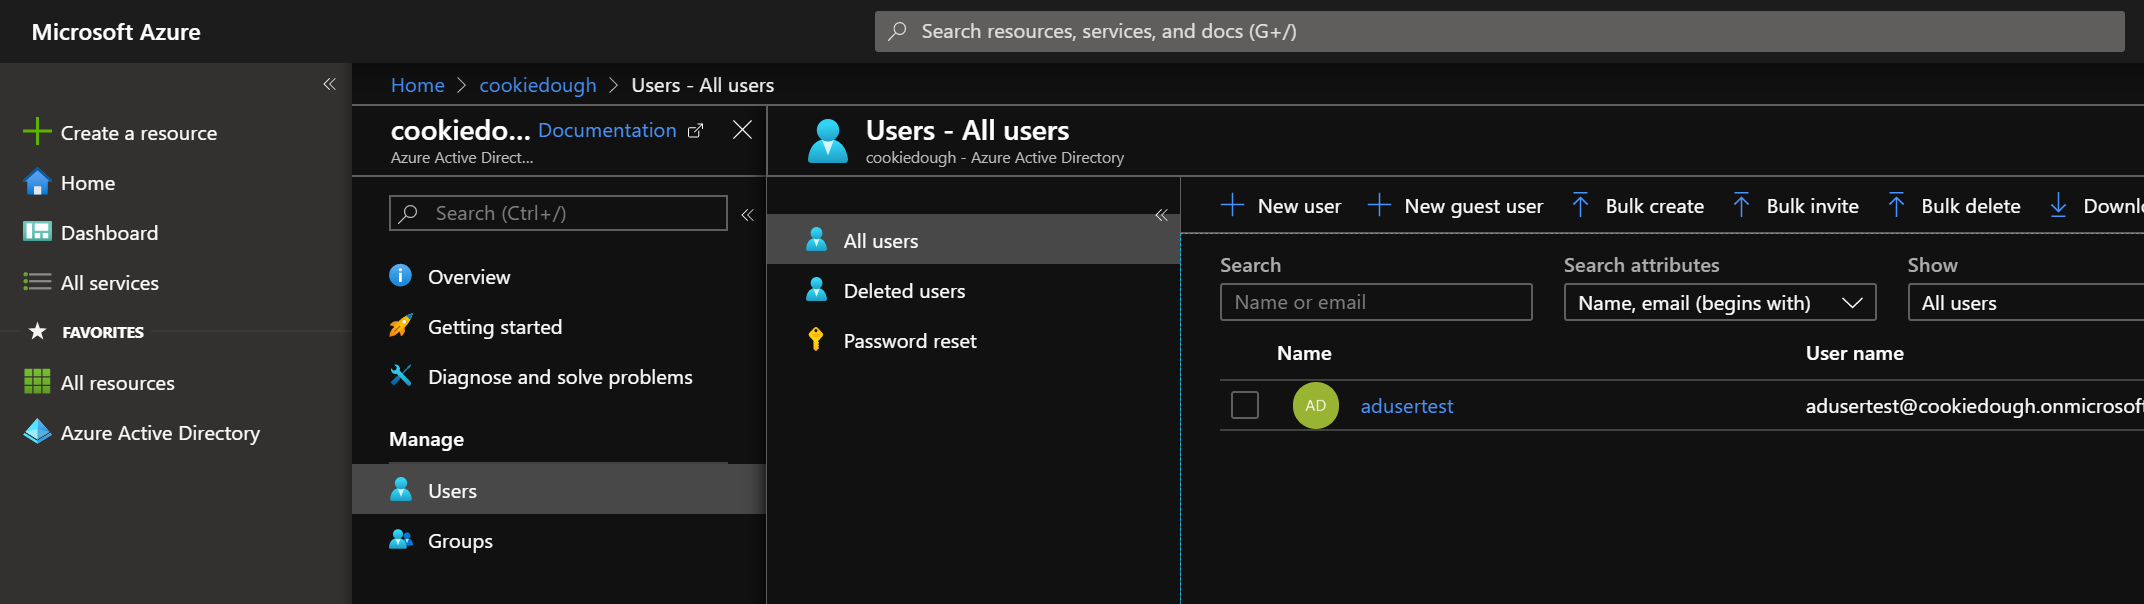 Microsoft Azure
Search resources, services, and docs (G+/)
Create a resource
Home
Dashboard
All services
FAVORITES
All resources
Azure Active Directory
Home > cookiedough > Users - All users
cookiedo... Documentation
Azure Active Direct...
Search (Ctrl+/)
Overview
Getting started
Diagnose and solve problems
Manage
Users
Groups
Users - All users
cookiedough - Azure Active Directory
All users
Deleted users
Password reset
New user New guest user Bulk create Bulk invite Bulk delete
Search Search attributes Show
Name or email Name, email (begins with) All users
Name User name
AD adusertest adusertest@cookiedough.onmicrosoft